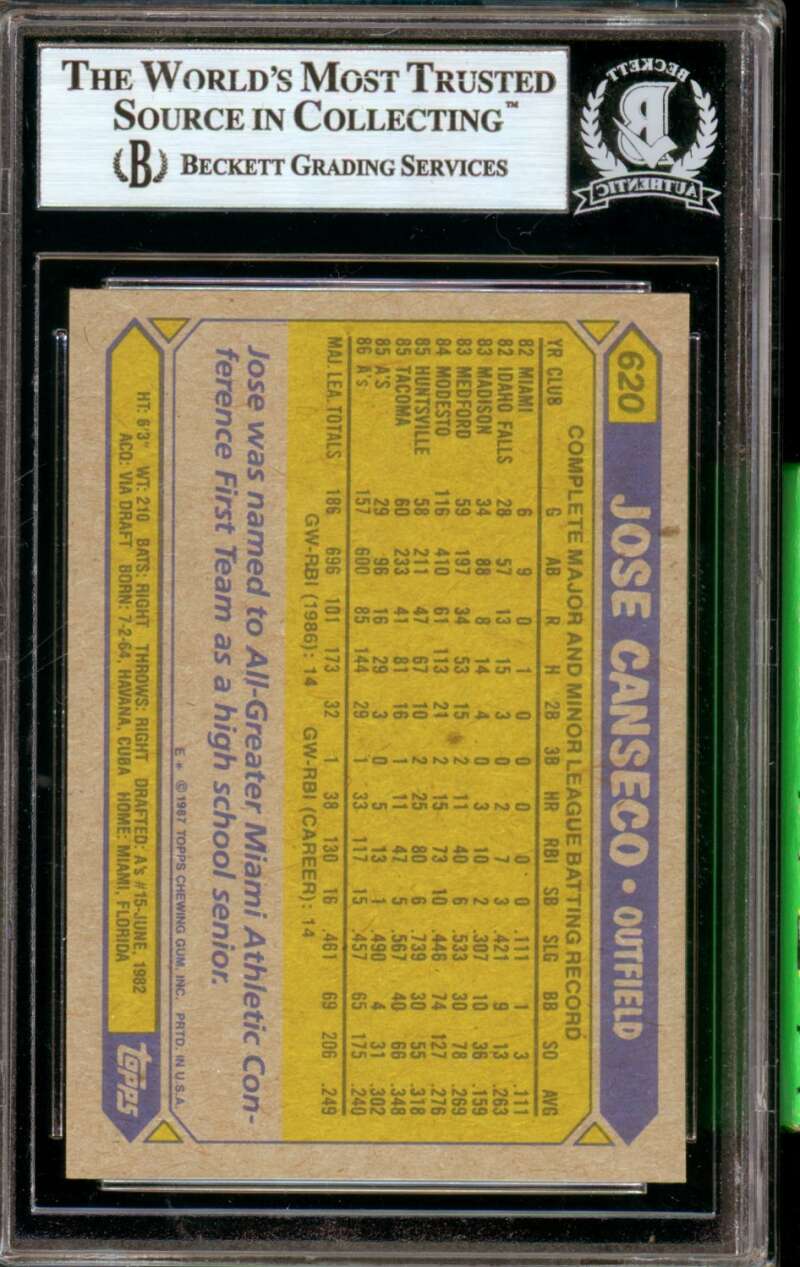 THE WORLD'S MOST TRUSTED
SOURCE IN COLLECTING™
(B) BECKETT GRADING SERVICES
BECKETT
B
AUTHENTIC
620 JOSE CANSECO • OUTFIELD
COMPLETE MAJOR AND MINOR LEAGUE BATTING RECORD
YR CLUB G AB R H 2B 3B HR RBI SB SLG BB SO AVG
82 MIAMI 6 9 0 1 0 0 0 0 0 .111 1 3 .111
82 IDAHO FALLS 28 57 13 15 3 0 2 7 3 .421 9 13 .263
83 MADISON 34 88 8 14 4 0 3 10 2 .307 10 36 .159
83 MEDFORD 59 197 34 53 15 2 11 40 6 .533 30 78 .269
84 MODESTO 116 410 61 113 21 2 15 73 10 .446 74 127 .276
85 HUNTSVILLE 58 211 47 67 10 2 25 80 6 .739 30 55 .318
85 TACOMA 60 233 41 81 16 1 11 47 5 .567 40 66 .348
85 A'S 29 96 16 29 3 0 5 13 1 .490 4 31 .302
86 A's 157 600 85 144 29 1 33 117 15 .457 65 175 .240
MAJ. LEA. TOTALS 186 696 101 173 32 1 38 130 16 .461 69 206 .249
GW-RBI (1986): 14 GW-RBI (CAREER): 14
Jose was named to All-Greater Miami Athletic Con-
ference First Team as a high school senior.
E* ©1987 TOPPS CHEWING GUM, INC. PRTD. IN U.S.A.
HT: 6'3" WT: 210 BATS: RIGHT THROWS: RIGHT DRAFTED: A's #15-JUNE, 1982
ACQ: VIA DRAFT BORN: 7-2-64, HAVANA, CUBA HOME: MIAMI, FLORIDA
topps